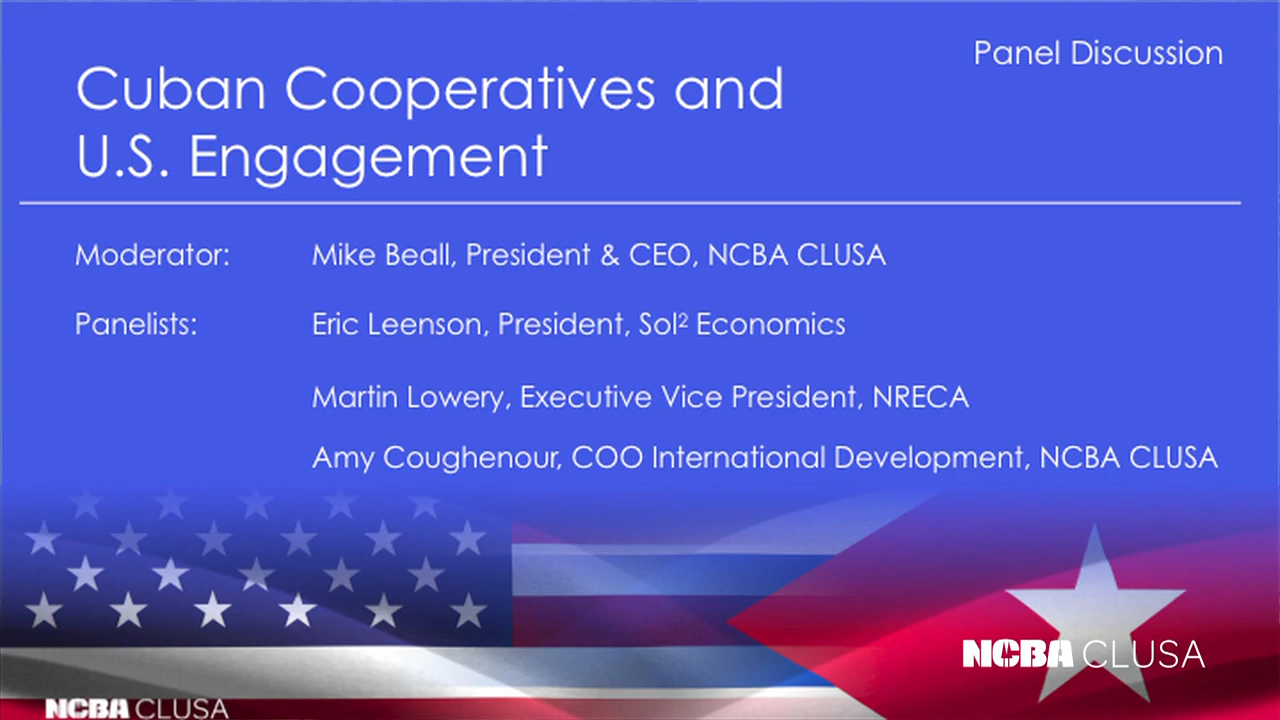 Panel Discussion
Cuban Cooperatives and
U.S. Engagement
Moderator: Mike Beall, President & CEO, NCBA CLUSA
Panelists: Eric Leenson, President, Sol² Economics
Martin Lowery, Executive Vice President, NRECA
Amy Coughenour, COO International Development, NCBA CLUSA
NCBA CLUSA
NCBA CLUSA